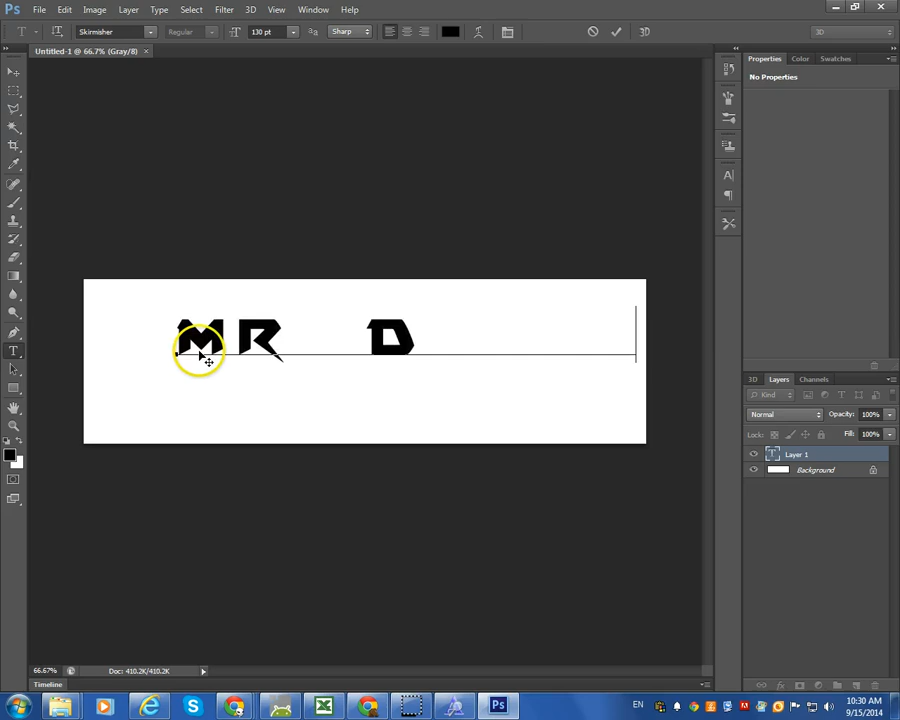 Ps File Edit Image Layer Type Select Filter 3D View Window Help
T Skirmisher Regular 130 pt aa Sharp 3D 3D
Untitled-1 @ 66.7% (Gray/8) ×
Properties Color Swatches
No Properties
M R D
3D Layers Channels
Kind
Normal Opacity: 100%
Lock: Fill: 100%
T Layer 1
Background
66.67% Doc: 410.2K/410.2K
Timeline
EN 10:30 AM
9/15/2014